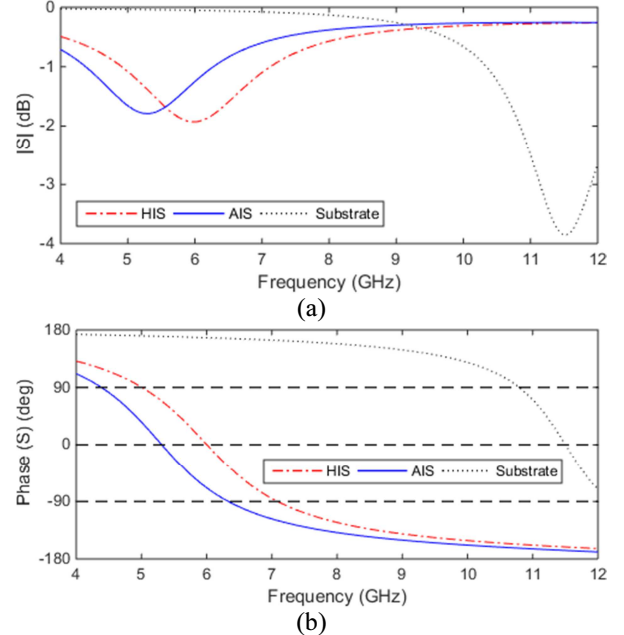 0
-1
-2
-3
-4
|S| (dB)
HIS AIS Substrate
4 5 6 7 8 9 10 11 12
Frequency (GHz)
(a)
180
90
0
-90
-180
Phase (S) (deg)
HIS AIS Substrate
4 5 6 7 8 9 10 11 12
Frequency (GHz)
(b)